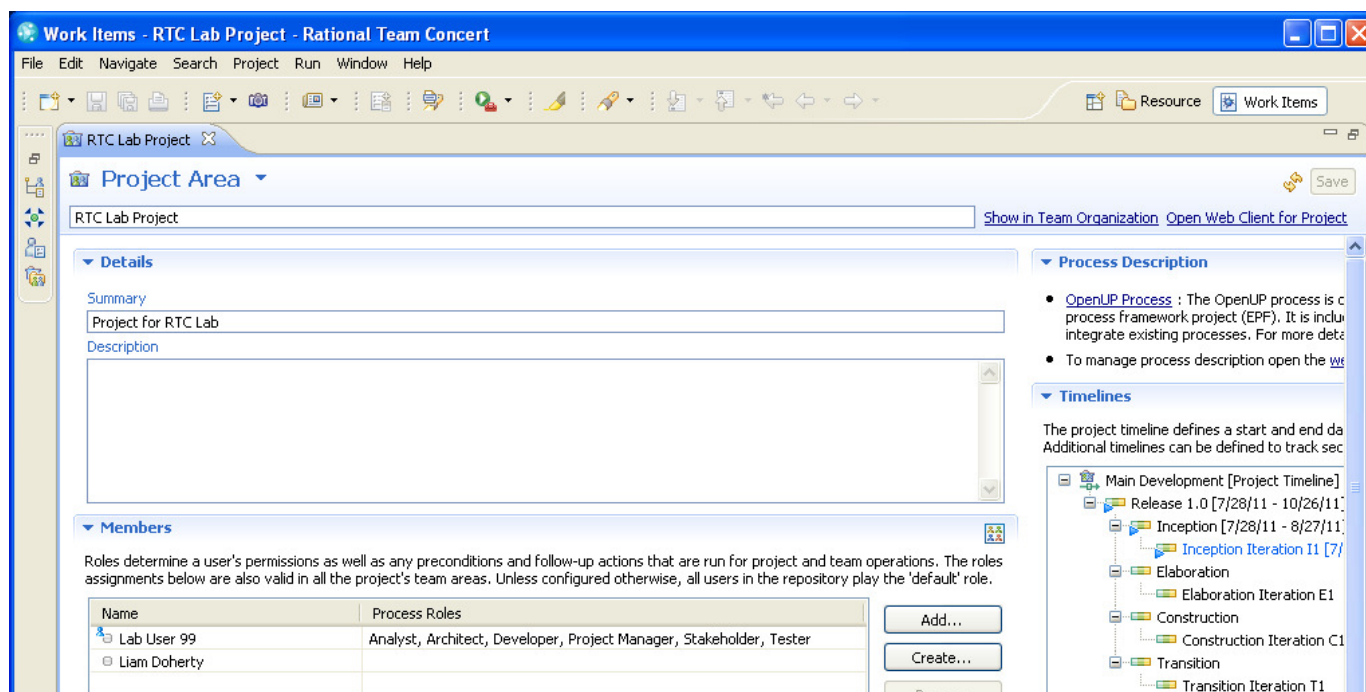 Work Items - RTC Lab Project - Rational Team Concert
File Edit Navigate Search Project Run Window Help
Resource Work Items
RTC Lab Project
Project Area
Save
RTC Lab Project
Show in Team Organization Open Web Client for Project
Details
Summary
Project for RTC Lab
Description
Members
Roles determine a user's permissions as well as any preconditions and follow-up actions that are run for project and team operations. The roles
assignments below are also valid in all the project's team areas. Unless configured otherwise, all users in the repository play the 'default' role.
Name Process Roles
Lab User 99 Analyst, Architect, Developer, Project Manager, Stakeholder, Tester
Liam Doherty
Add...
Create...
Process Description
OpenUP Process : The OpenUP process is
process framework project (EPF). It is
integrate existing processes. For more
To manage process description open the
Timelines
The project timeline defines a start and end
Additional timelines can be defined to track
Main Development [Project Timeline]
Release 1.0 [7/28/11 - 10/26/11]
Inception [7/28/11 - 8/27/11]
Inception Iteration I1 [7/
Elaboration
Elaboration Iteration E1
Construction
Construction Iteration C1
Transition
Transition Iteration T1